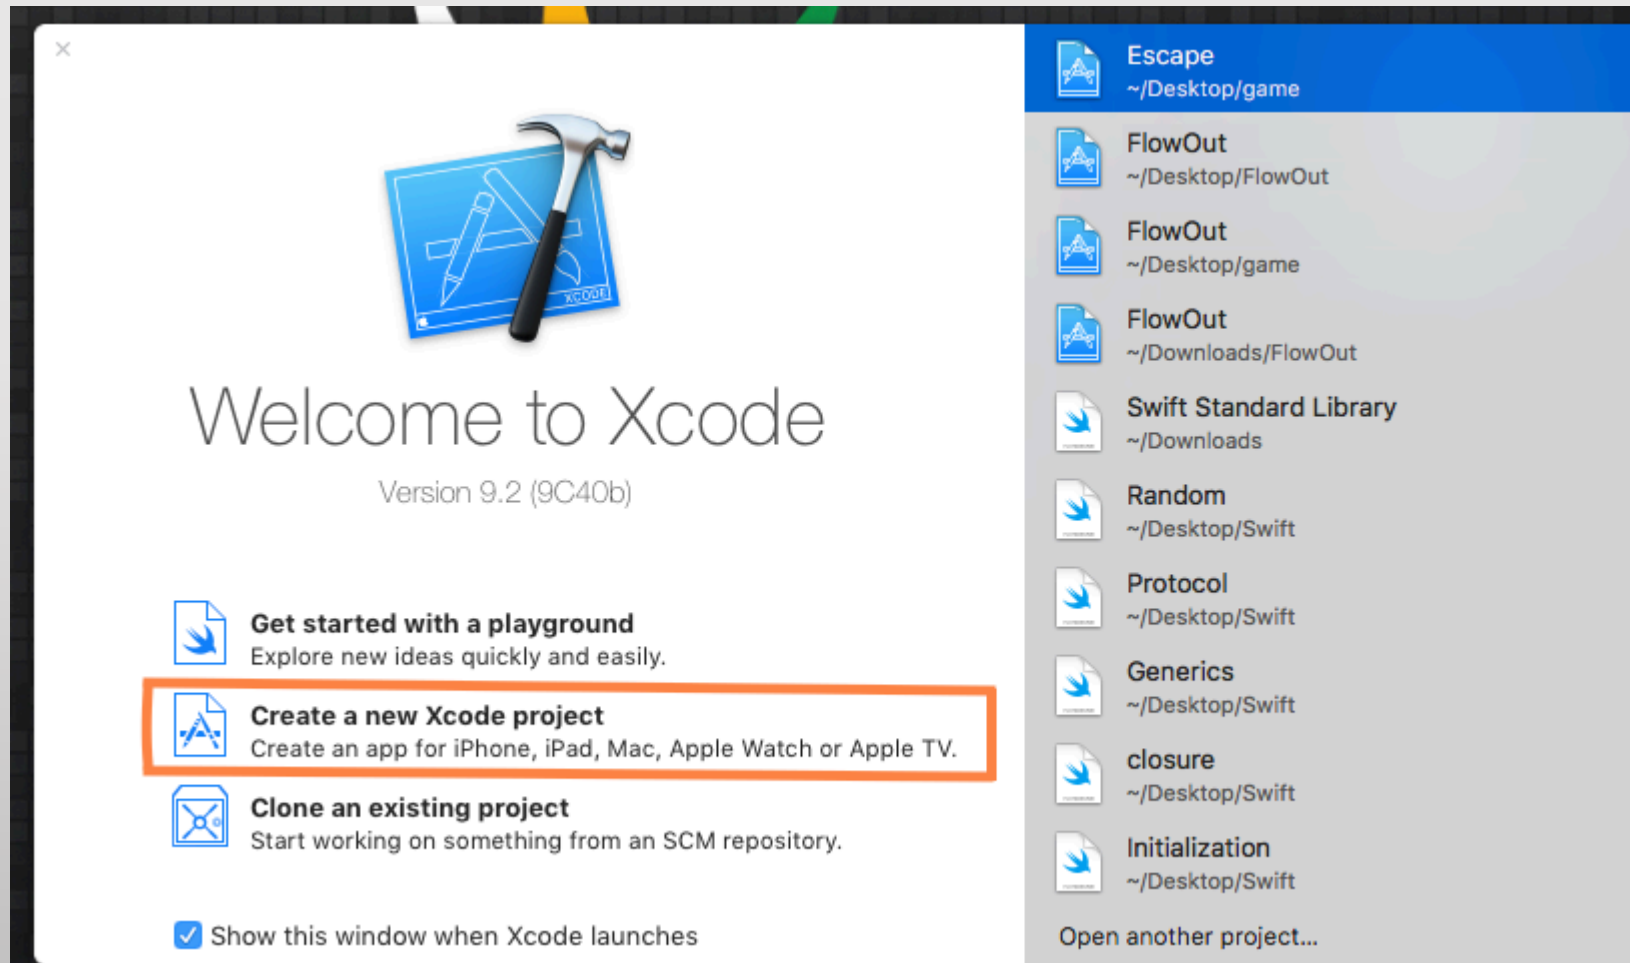 XCODE
Welcome to Xcode
Version 9.2 (9C40b)
Get started with a playground
Explore new ideas quickly and easily.
Create a new Xcode project
Create an app for iPhone, iPad, Mac, Apple Watch or Apple TV.
Clone an existing project
Start working on something from an SCM repository.
Show this window when Xcode launches
Escape
~/Desktop/game
FlowOut
~/Desktop/FlowOut
FlowOut
~/Desktop/game
FlowOut
~/Downloads/FlowOut
Swift Standard Library
~/Downloads
Random
~/Desktop/Swift
Protocol
~/Desktop/Swift
Generics
~/Desktop/Swift
closure
~/Desktop/Swift
Initialization
~/Desktop/Swift
Open another project...